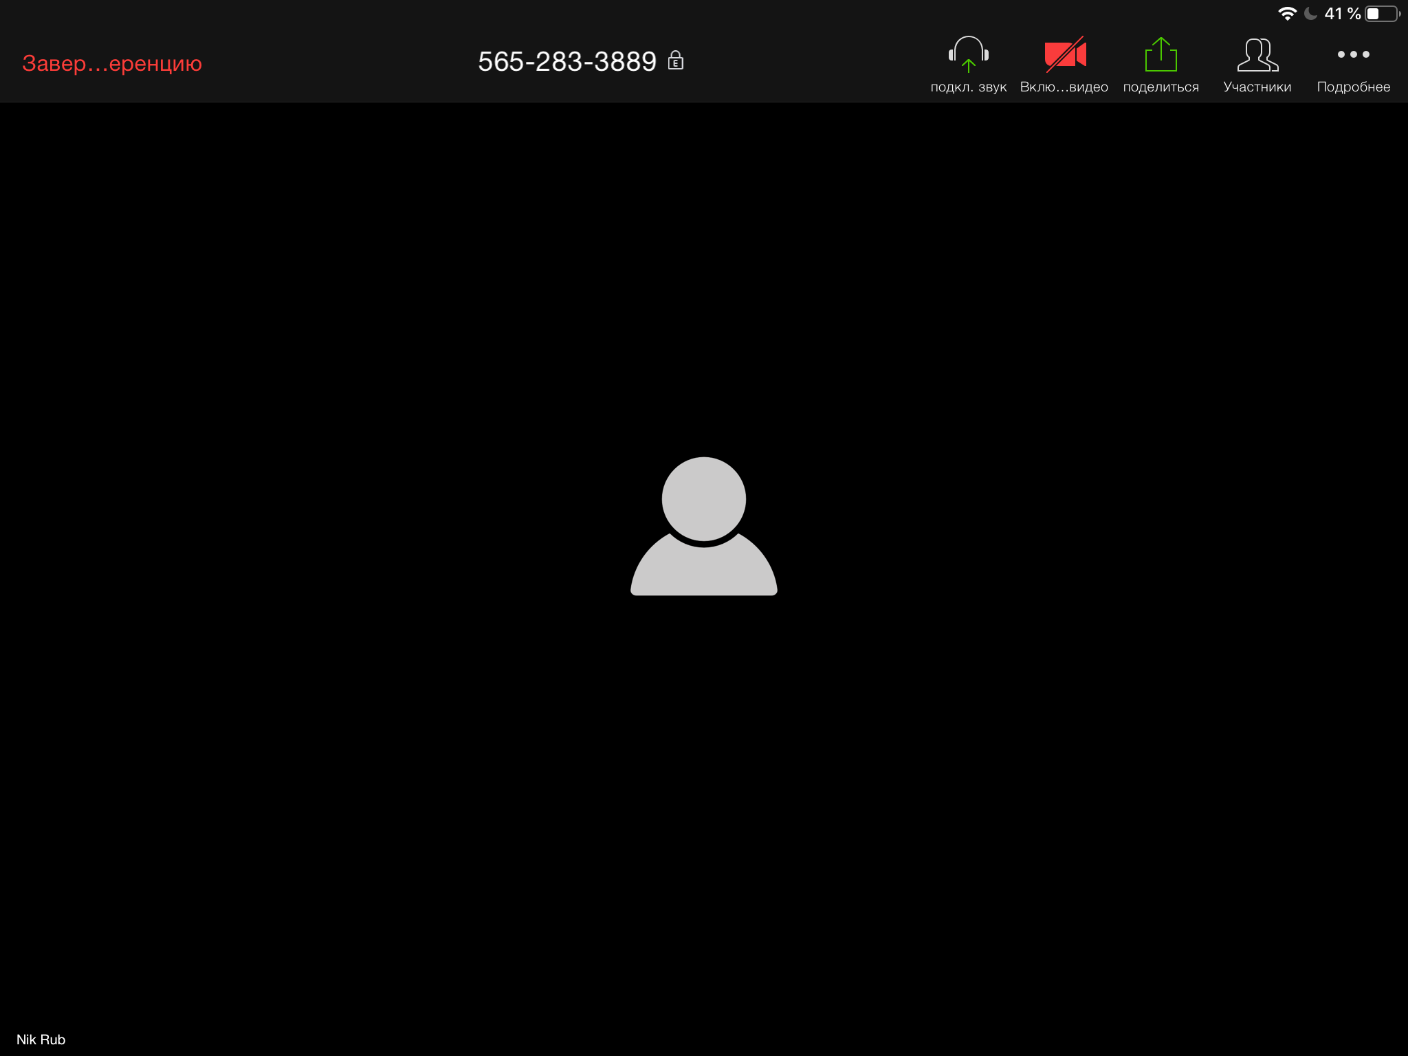 41 %
Завер...еренцию
565-283-3889
E
подкл. звук
Вклю...видео
поделиться
Участники
Подробнее
Nik Rub